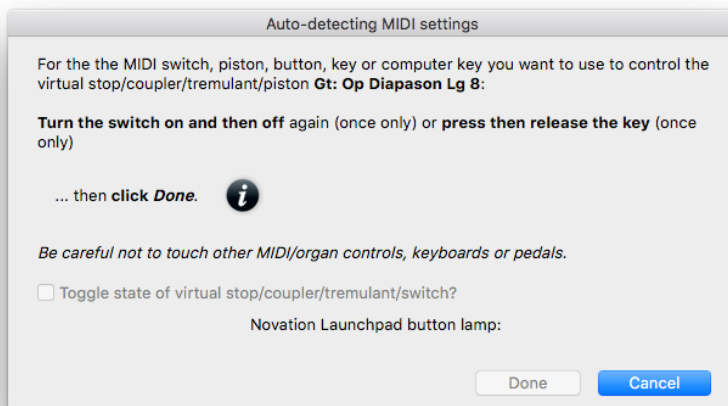 Auto-detecting MIDI settings
For the the MIDI switch, piston, button, key or computer key you want to use to control the
virtual stop/coupler/tremulant/piston Gt: Op Diapason Lg 8:
Turn the switch on and then off again (once only) or press then release the key (once
only)
... then click Done.
i
Be careful not to touch other MIDI/organ controls, keyboards or pedals.
Toggle state of virtual stop/coupler/tremulant/switch?
Novation Launchpad button lamp:
Done
Cancel